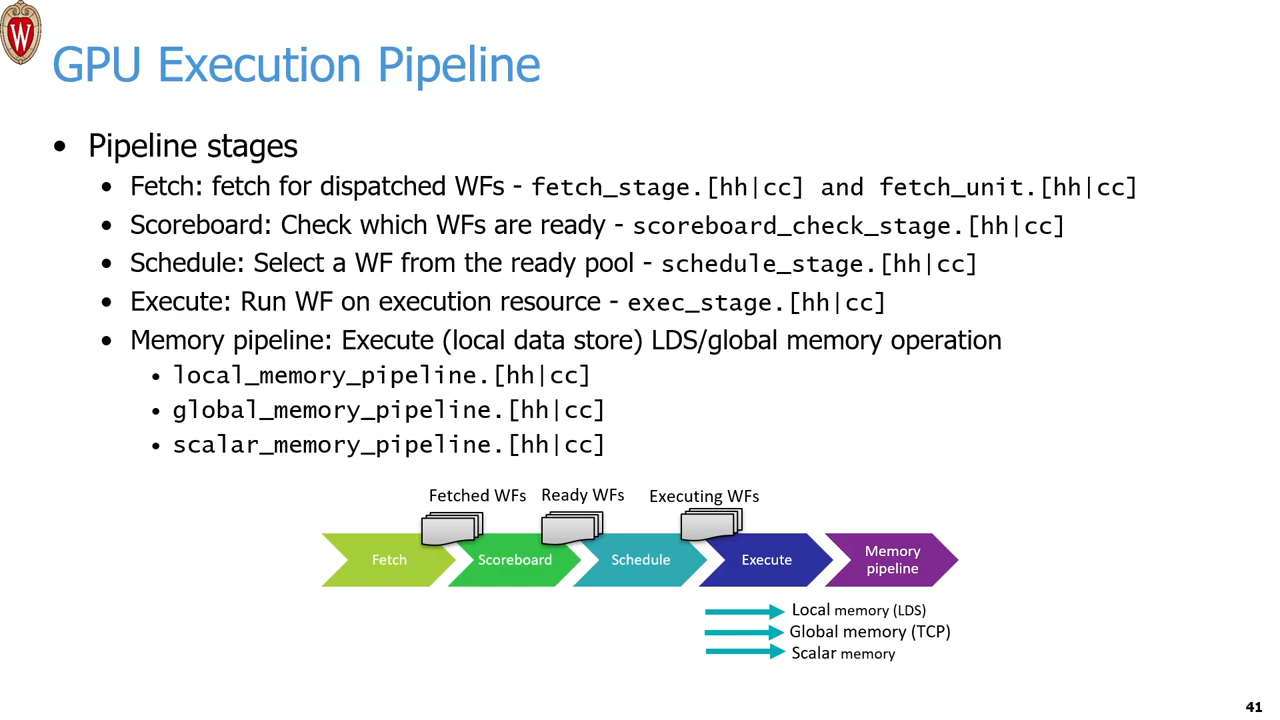 W
GPU Execution Pipeline
• Pipeline stages
• Fetch: fetch for dispatched WFs - fetch_stage.[hh|cc] and fetch_unit.[hh|cc]
• Scoreboard: Check which WFs are ready - scoreboard_check_stage.[hh|cc]
• Schedule: Select a WF from the ready pool - schedule_stage.[hh|cc]
• Execute: Run WF on execution resource - exec_stage.[hh|cc]
• Memory pipeline: Execute (local data store) LDS/global memory operation
• local_memory_pipeline.[hh|cc]
• global_memory_pipeline.[hh|cc]
• scalar_memory_pipeline.[hh|cc]
Fetched WFs Ready WFs Executing WFs
Fetch Scoreboard Schedule Execute Memory
pipeline
Local memory (LDS)
Global memory (TCP)
Scalar memory
41